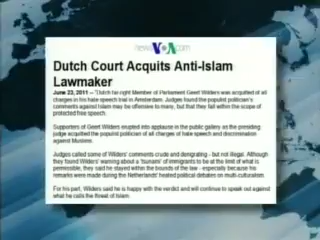 newsVOAcom
Dutch Court Acquits Anti-Islam
Lawmaker
June 23, 2011 -- "Dutch far-right Member of Parliament Geert Wilders was acquitted of all
charges in his hate speech trial in Amsterdam. Judges found the populist politician's
comments against Islam may be offensive to many, but that they fall within the scope of
protected free speech.
Supporters of Geert Wilders erupted into applause in the public gallery as the presiding
judge acquitted the populist politician of all charges of hate speech and discrimination
against Muslims.
Judges called some of Wilders' comments crude and denigrating - but not illegal. Although
they found Wilders' warning about a "tsunami" of immigrants to be at the limit of what is
permissible, they said he stayed within the bounds of the law - especially because his
remarks were made during the Netherlands' heated political debates on multi-culturalism.
For his part, Wilders said he is happy with the verdict and will continue to speak out against
what he calls the threat of Islam.